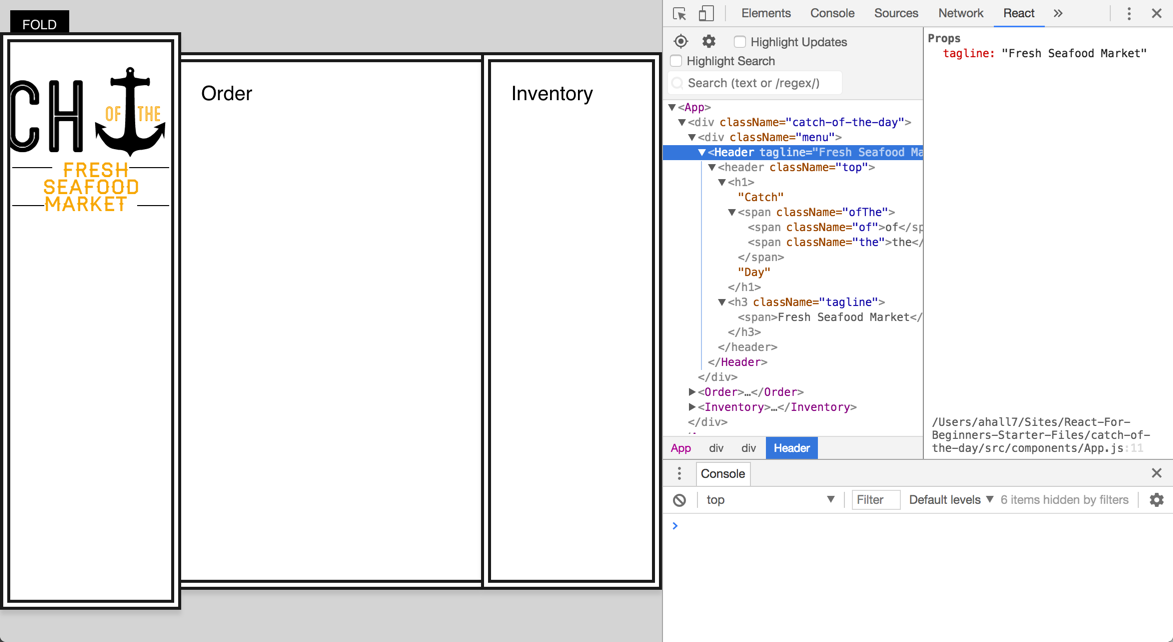 FOLD
CH OF THE
FRESH
SEAFOOD
MARKET
Order
Inventory
Elements Console Sources Network React »
Highlight Updates
Highlight Search
Search (text or /regex/)
▼<App>
▼<div className="catch-of-the-day">
▼<div className="menu">
▼<Header tagline="Fresh Seafood Ma
▼<header className="top">
▼<h1>
"Catch"
▼<span className="ofThe">
<span className="of">of</sp
<span className="the">the</
</span>
"Day"
</h1>
▼<h3 className="tagline">
<span>Fresh Seafood Market</
</h3>
</header>
</Header>
</div>
▶<Order>…</Order>
▶<Inventory>…</Inventory>
</div>
App div div Header
Props
tagline: "Fresh Seafood Market"
/Users/ahall7/Sites/React-For-
Beginners-Starter-Files/catch-of-
the-day/src/components/App.js:11
Console
top ▼ Filter Default levels ▼ 6 items hidden by filters
>